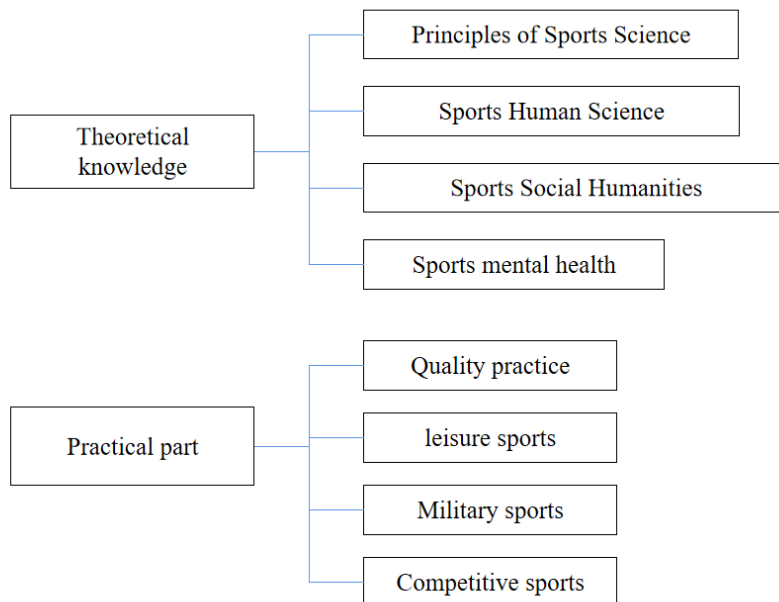 Principles of Sports Science
Sports Human Science
Theoretical
knowledge
Sports Social Humanities
Sports mental health
Quality practice
leisure sports
Practical part
Military sports
Competitive sports